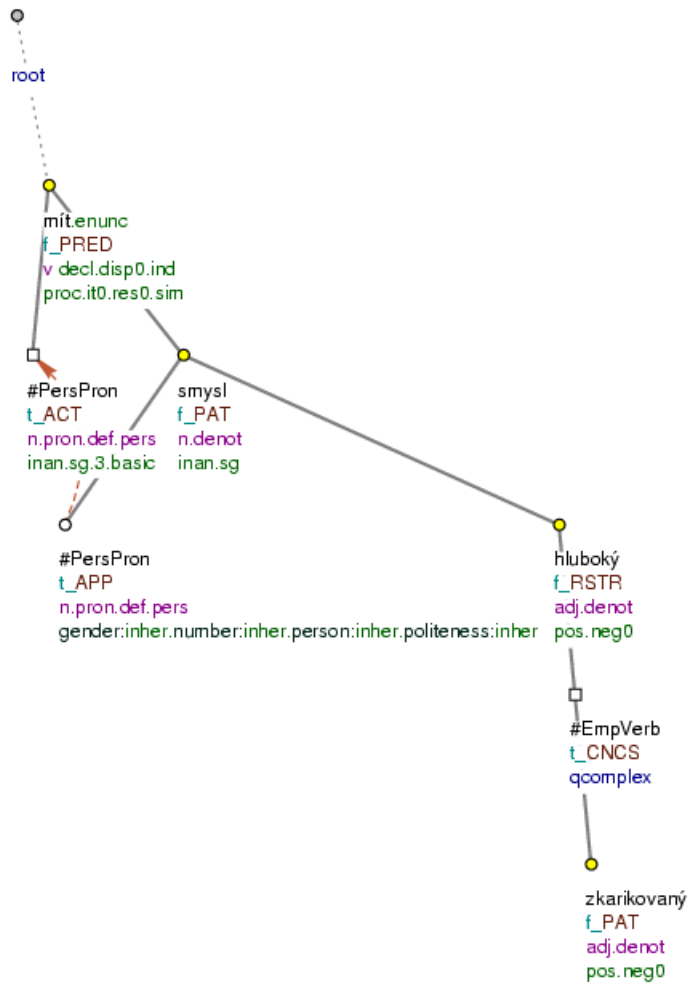 root
mít.enunc
f_PRED
v decl.disp0.ind
proc.it0.res0.sim
#PersPron
t_ACT
n.pron.def.pers
inan.sg.3.basic
smysl
f_PAT
n.denot
inan.sg
#PersPron
t_APP
n.pron.def.pers
gender:inher.number:inher.person:inher.politeness:inher
hluboký
f_RSTR
adj.denot
pos.neg0
#EmpVerb
t_CNCS
qcomplex
zkarikovaný
f_PAT
adj.denot
pos.neg0